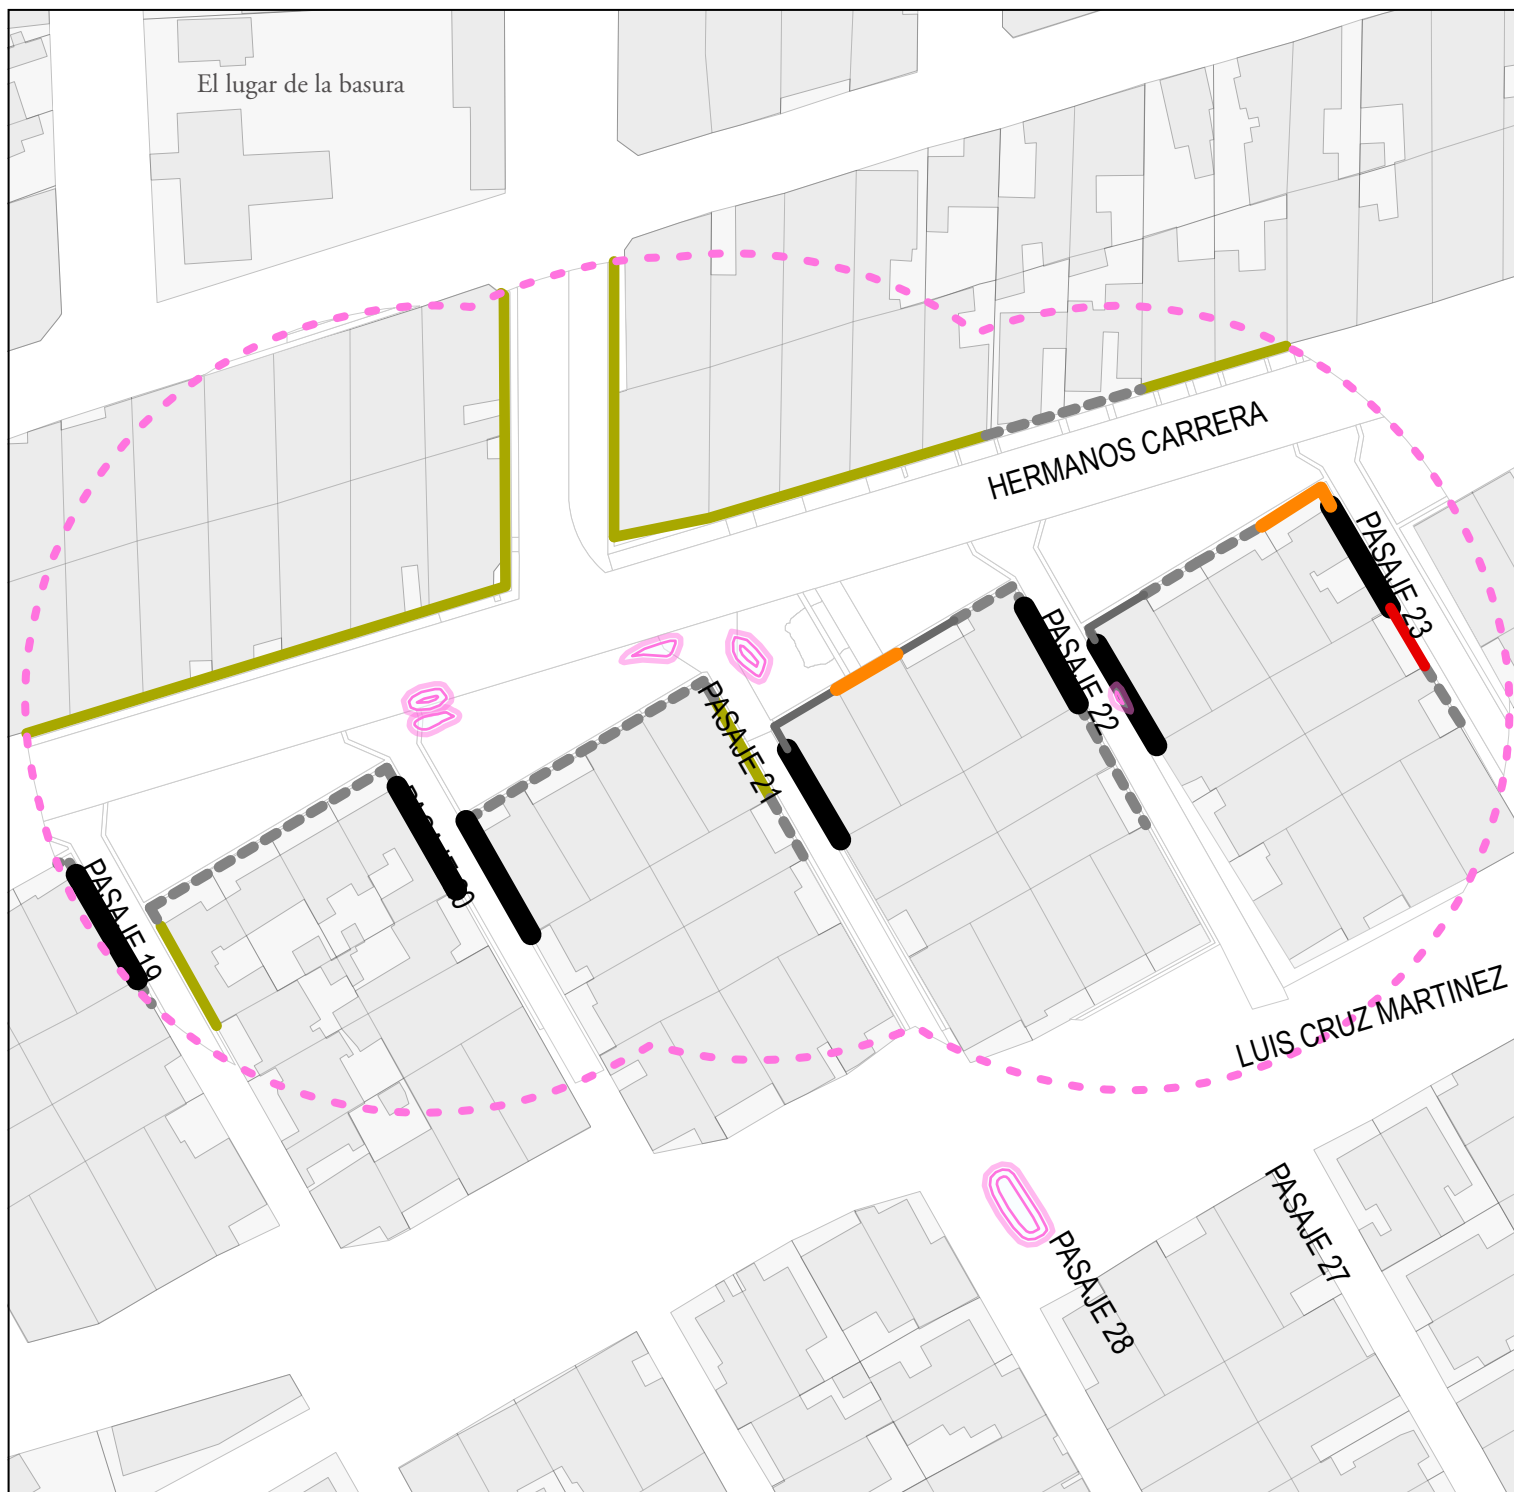 El lugar de la basura
HERMANOS CARRERA
PASAJE 23
PASAJE 22
PASAJE 21
PASAJE 19
LUIS CRUZ MARTINEZ
PASAJE 27
PASAJE 28